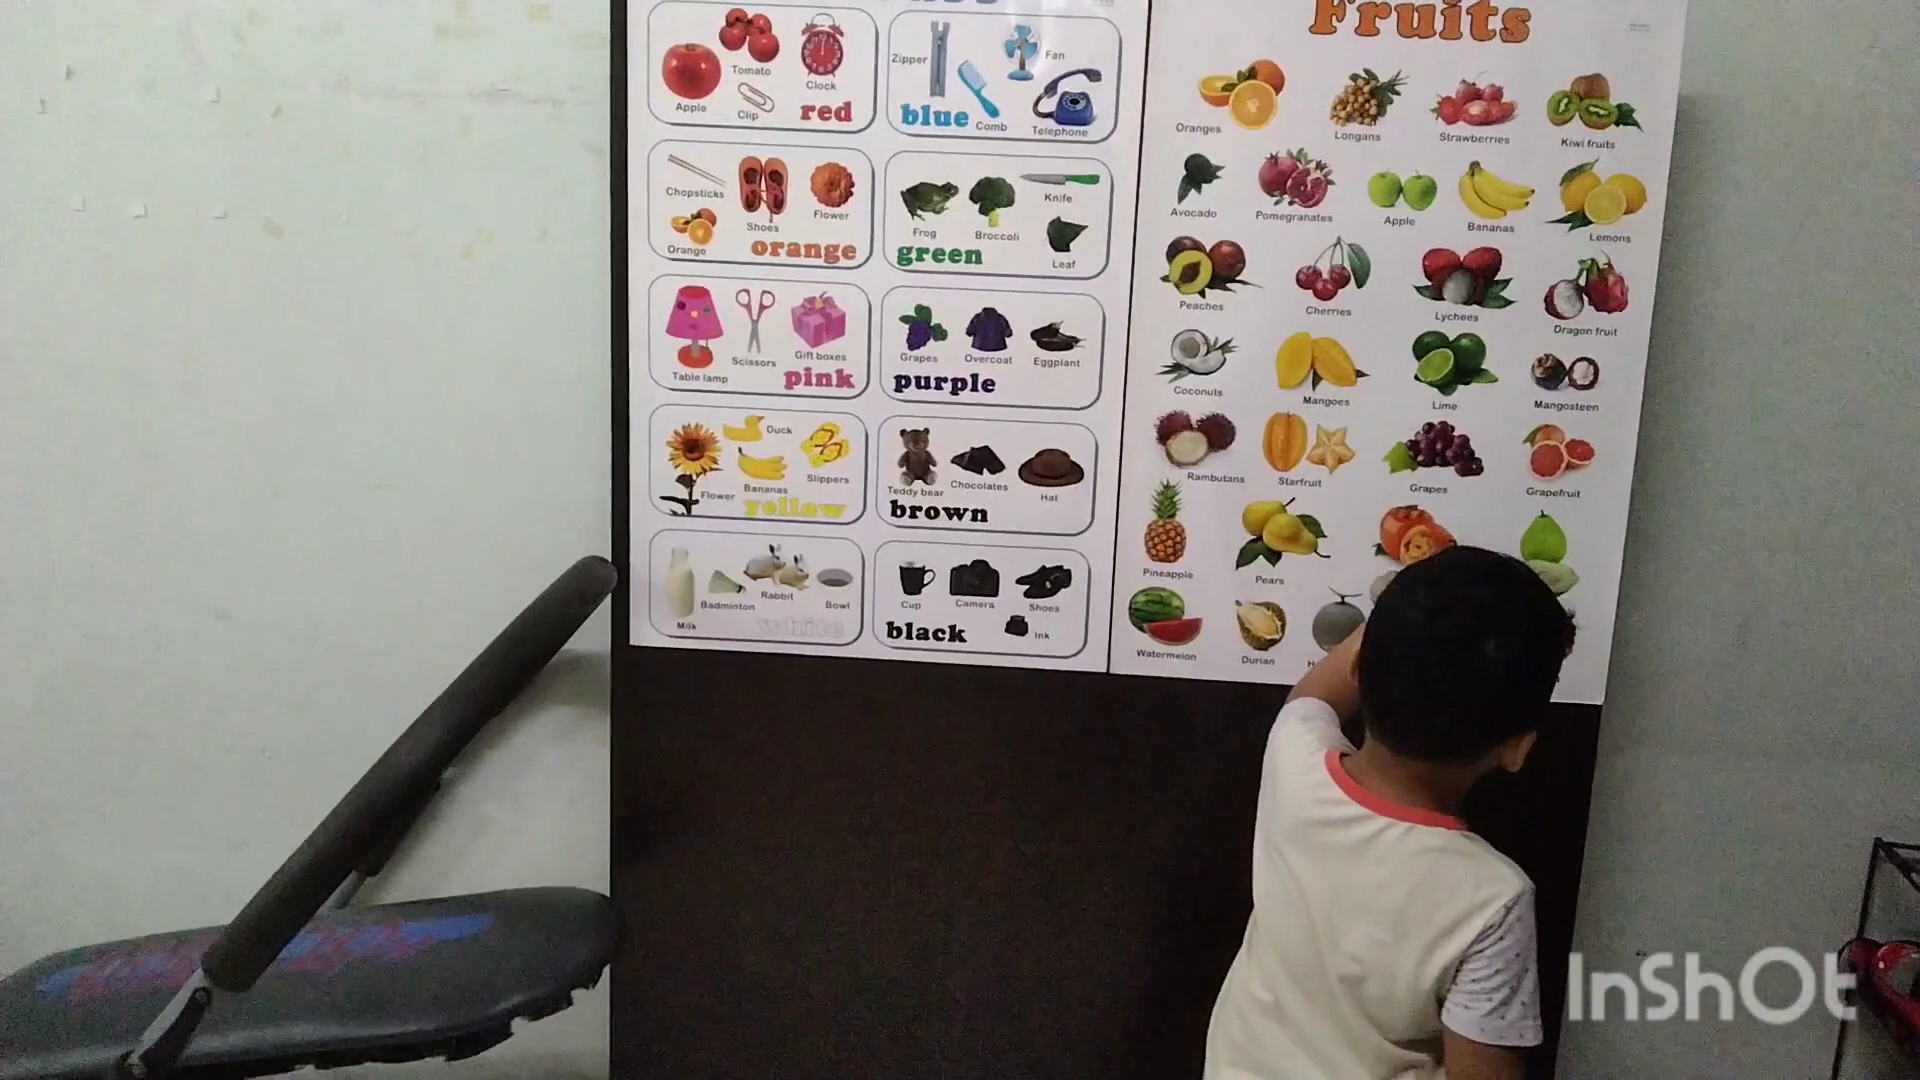 Tomato
Clock
Apple
Clip
red
Zipper
Fan
blue
Comb
Telephone
Chopsticks
Shoes
Flower
Orange
orange
Knife
Frog
Broccoli
Leaf
green
Table lamp
Scissors
Gift boxes
pink
Grapes
Overcoat
Eggplant
purple
Duck
Flower
Bananas
Slippers
yellow
Teddy bear
Chocolates
Hat
brown
Milk
Badminton
Rabbit
Bowl
white
Cup
Camera
Shoes
Ink
black
Fruits
Oranges
Longans
Strawberries
Kiwi fruits
Avocado
Pomegranates
Apple
Bananas
Lemons
Peaches
Cherries
Lychees
Dragon fruit
Coconuts
Mangoes
Lime
Mangosteen
Rambutans
Starfruit
Grapes
Grapefruit
Pineapple
Pears
Watermelon
Durian
H
InShOt